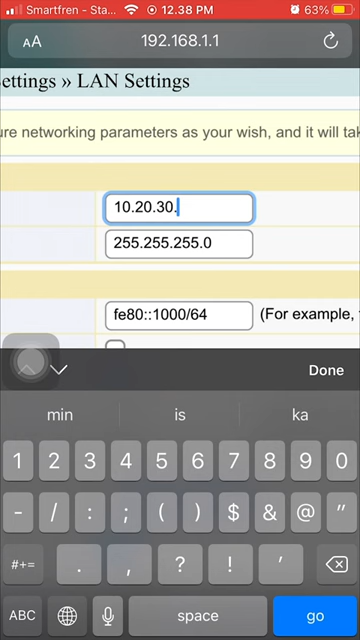 Smartfren - Sta... 12.38 PM 63%
AA 192.168.1.1
ettings » LAN Settings
ure networking parameters as your wish, and it will tak
10.20.30.
255.255.255.0
fe80::1000/64 (For example,
Done
min is ka
1 2 3 4 5 6 7 8 9 0
- / : ; ( ) $ & @ "
#+= . , ? ! ' 
ABC space go